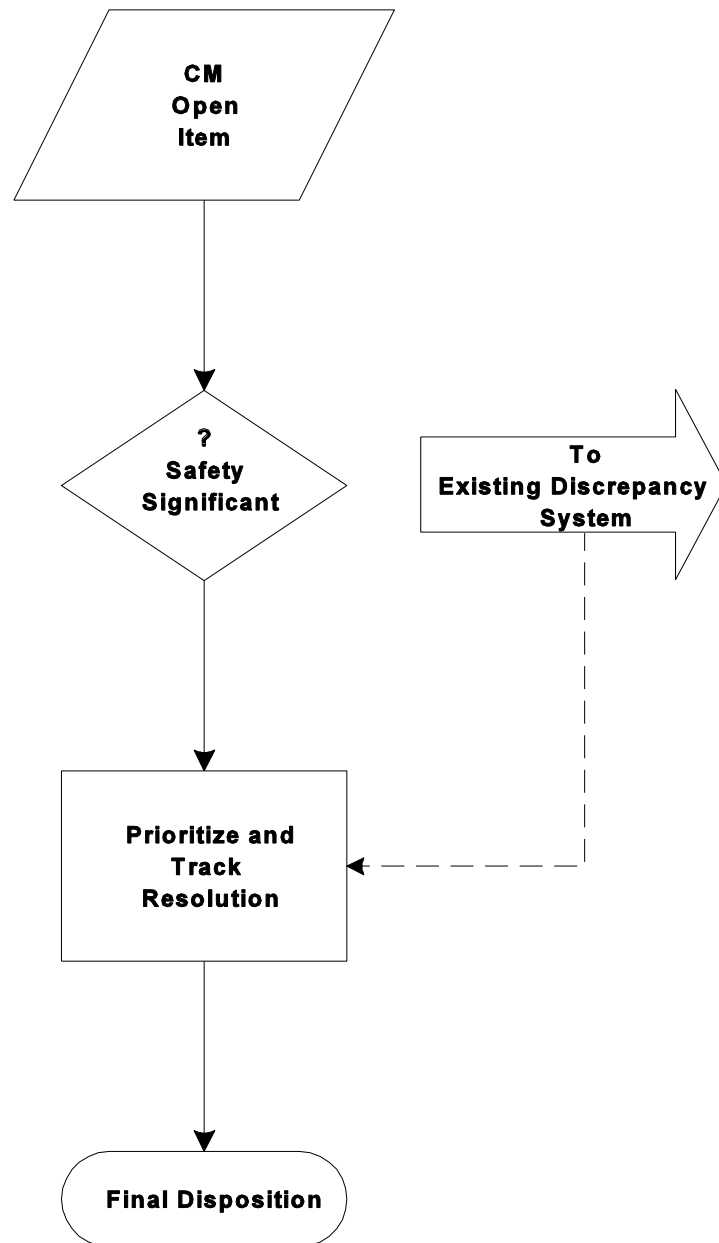 CM
Open
Item
?
Safety
Significant
To
Existing Discrepancy
System
Prioritize and
Track
Resolution
Final Disposition